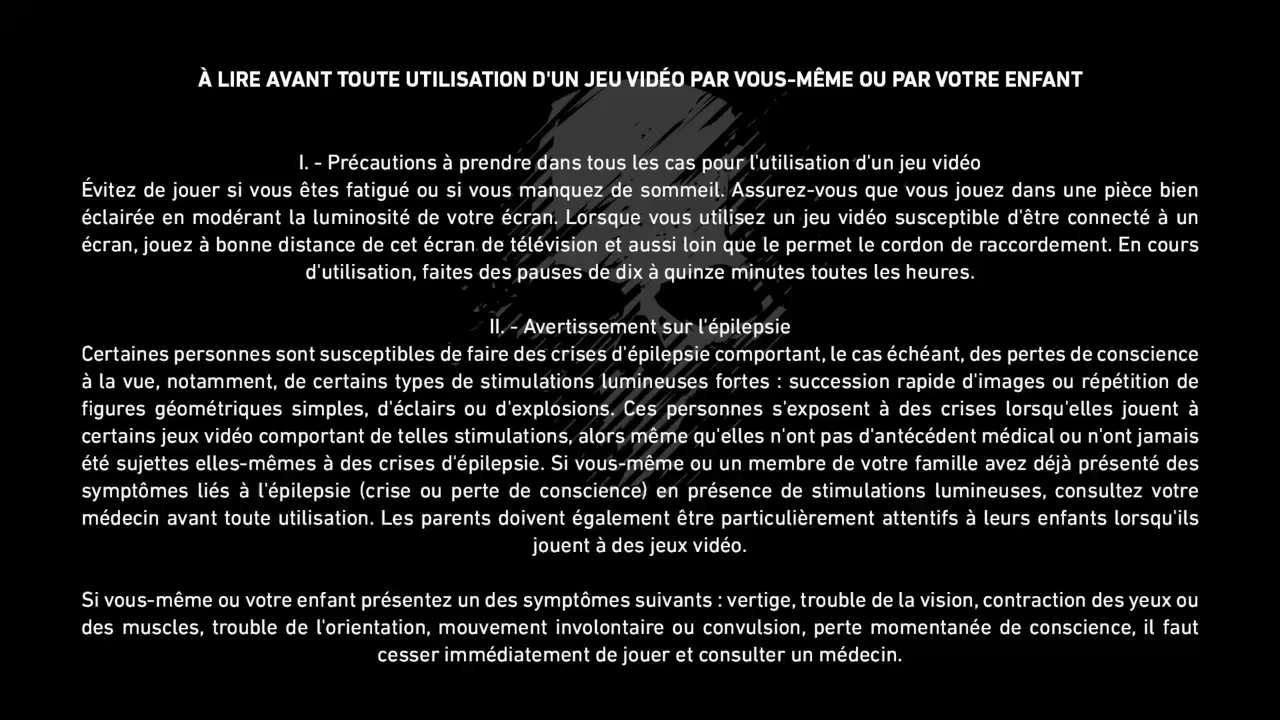 À LIRE AVANT TOUTE UTILISATION D'UN JEU VIDÉO PAR VOUS-MÊME OU PAR VOTRE ENFANT
I. - Précautions à prendre dans tous les cas pour l'utilisation d'un jeu vidéo
Évitez de jouer si vous êtes fatigué ou si vous manquez de sommeil. Assurez-vous que vous jouez dans une pièce bien
éclairée en modérant la luminosité de votre écran. Lorsque vous utilisez un jeu vidéo susceptible d'être connecté à un
écran, jouez à bonne distance de cet écran de télévision et aussi loin que le permet le cordon de raccordement. En cours
d'utilisation, faites des pauses de dix à quinze minutes toutes les heures.
II. - Avertissement sur l'épilepsie
Certaines personnes sont susceptibles de faire des crises d'épilepsie comportant, le cas échéant, des pertes de conscience
à la vue, notamment, de certains types de stimulations lumineuses fortes : succession rapide d'images ou répétition de
figures géométriques simples, d'éclairs ou d'explosions. Ces personnes s'exposent à des crises lorsqu'elles jouent à
certains jeux vidéo comportant de telles stimulations, alors même qu'elles n'ont pas d'antécédent médical ou n'ont jamais
été sujettes elles-mêmes à des crises d'épilepsie. Si vous-même ou un membre de votre famille avez déjà présenté des
symptômes liés à l'épilepsie (crise ou perte de conscience) en présence de stimulations lumineuses, consultez votre
médecin avant toute utilisation. Les parents doivent également être particulièrement attentifs à leurs enfants lorsqu'ils
jouent à des jeux vidéo.
Si vous-même ou votre enfant présentez un des symptômes suivants : vertige, trouble de la vision, contraction des yeux ou
des muscles, trouble de l'orientation, mouvement involontaire ou convulsion, perte momentanée de conscience, il faut
cesser immédiatement de jouer et consulter un médecin.